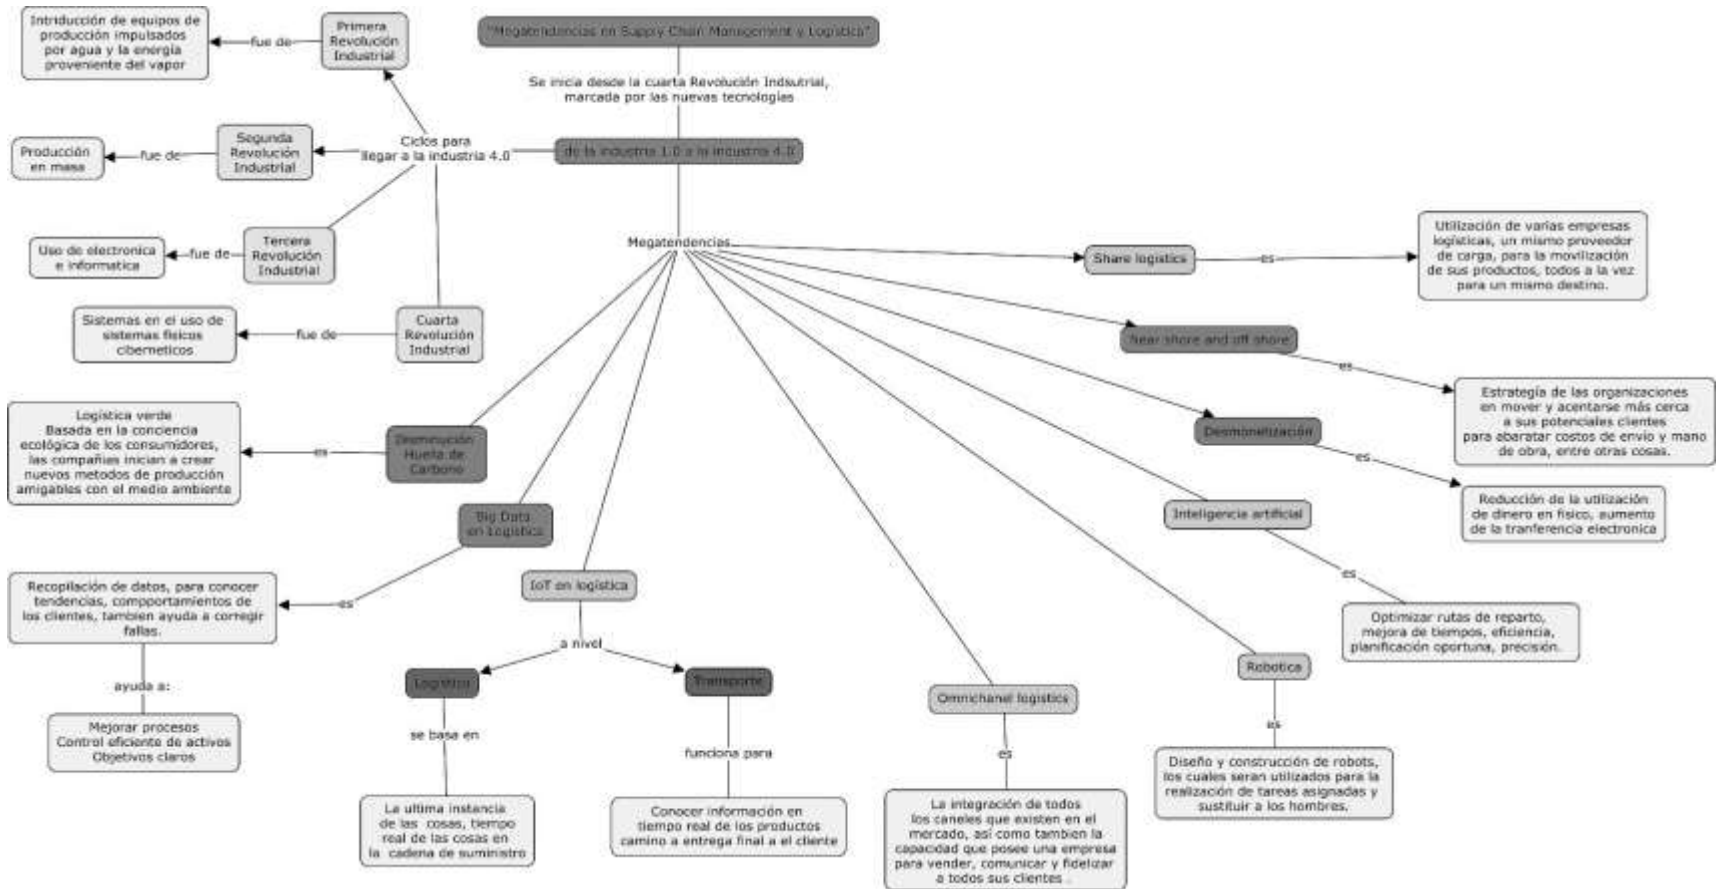 "Megatendencias en Supply Chain Management y Logística"
Se inicia desde la cuarta Revolución Indsutrial,
marcada por las nuevas tecnologías
de la industria 1.0 a la industria 4.0
Ciclos para
llegar a la industria 4.0
Primera
Revolución
Industrial
fue de
Intriducción de equipos de
producción impulsados
por agua y la energía
proveniente del vapor
Segunda
Revolución
Industrial
fue de
Producción
en masa
Tercera
Revolución
Industrial
fue de
Uso de electronica
e informatica
Cuarta
Revolución
Industrial
fue de
Sistemas en el uso de
sistemas físicos
ciberneticos
Megatendencias
Share logistics
es
Utilización de varias empresas
logísticas, un mismo proveedor
de carga, para la movilización
de sus productos, todos a la vez
para un mismo destino.
Near shore and off shore
es
Estrategía de las organizaciones
en mover y acentarse más cerca
a sus potenciales clientes
para abaratar costos de envío y mano
de obra, entre otras cosas.
Desmonetización
es
Reducción de la utilización
de dinero en fisico, aumento
de la tranferencia electronica
Inteligencia artificial
es
Optimizar rutas de reparto,
mejora de tiempos, eficiencia,
planificación oportuna, precisión.
Robotica
es
Diseño y construcción de robots,
los cuales seran utilizados para la
realización de tareas asignadas y
sustituir a los hombres.
Omnichanel logistics
es
La integración de todos
los caneles que existen en el
mercado, así como tambien la
capacidad que posee una empresa
para vender, comunicar y fidelizar
a todos sus clientes .
IoT en logística
a nivel
Logístico
se basa en
La ultima instancia
de las cosas, tiempo
real de las cosas en
la cadena de suministro
Transporte
funciona para
Conocer información en
tiempo real de los productos
camino a entrega final a el cliente
Big Data
en Logística
es
Recopilación de datos, para conocer
tendencias, compportamientos de
los clientes, tambien ayuda a corregir
fallas.
ayuda a:
Mejorar procesos
Control eficiente de activos
Objetivos claros
Disminución
Huella de
Carbono
es
Logística verde
Basada en la conciencia
ecológica de los consumidores,
las compañias inician a crear
nuevos metodos de producción
amigables con el medio ambiente